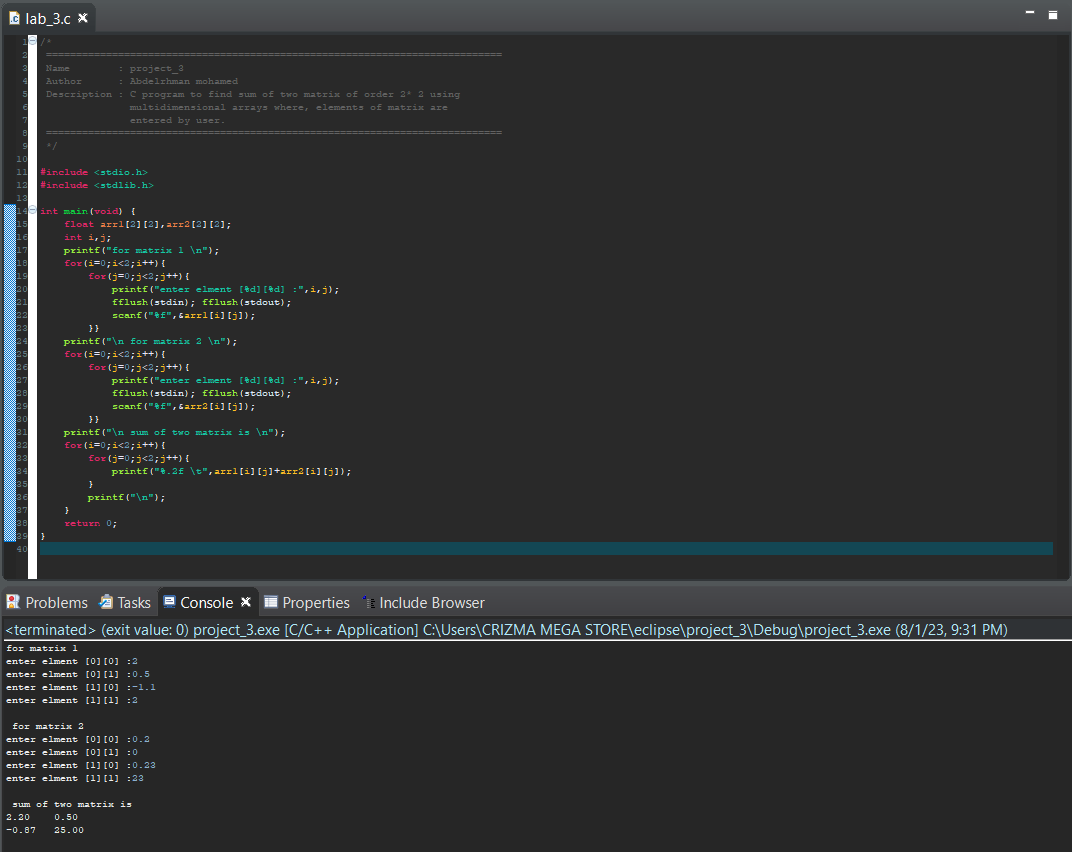 lab_3.c
1 /*
2 ============================================================================
3 Name        : project_3
4 Author      : Abdelrhman mohamed
5 Description : C program to find sum of two matrix of order 2* 2 using
6               multidimensional arrays where, elements of matrix are
7               entered by user.
8 ============================================================================
9 */
10
11 #include <stdio.h>
12 #include <stdlib.h>
13
14 int main(void) {
15     float arr1[2][2],arr2[2][2];
16     int i,j;
17     printf("for matrix 1 \n");
18     for(i=0;i<2;i++){
19         for(j=0;j<2;j++){
20             printf("enter elment [%d][%d] :",i,j);
21             fflush(stdin); fflush(stdout);
22             scanf("%f",&arr1[i][j]);
23         }}
24     printf("\n for matrix 2 \n");
25     for(i=0;i<2;i++){
26         for(j=0;j<2;j++){
27             printf("enter elment [%d][%d] :",i,j);
28             fflush(stdin); fflush(stdout);
29             scanf("%f",&arr2[i][j]);
30         }}
31     printf("\n sum of two matrix is \n");
32     for(i=0;i<2;i++){
33         for(j=0;j<2;j++){
34             printf("%.2f \t",arr1[i][j]+arr2[i][j]);
35         }
36         printf("\n");
37     }
38     return 0;
39 }
40
Problems Tasks Console Properties Include Browser
<terminated> (exit value: 0) project_3.exe [C/C++ Application] C:\Users\CRIZMA MEGA STORE\eclipse\project_3\Debug\project_3.exe (8/1/23, 9:31 PM)
for matrix 1
enter elment [0][0] :2
enter elment [0][1] :0.5
enter elment [1][0] :-1.1
enter elment [1][1] :2
for matrix 2
enter elment [0][0] :0.2
enter elment [0][1] :0
enter elment [1][0] :0.23
enter elment [1][1] :23
sum of two matrix is
2.20    0.50
-0.87   25.00